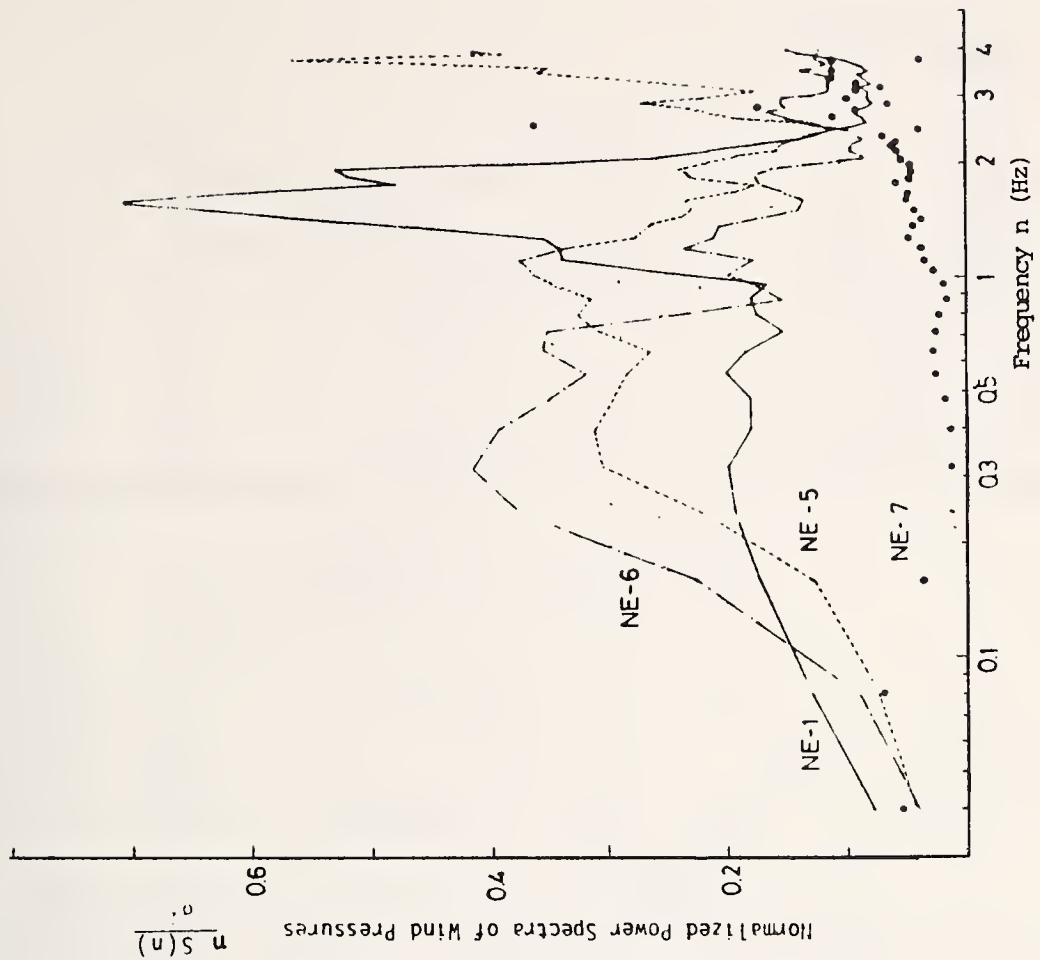 n S(n)
Normalized Power Spectra of Wind Pressures
0.6
0.4
0.2
NE-6
NE-1
NE-5
NE-7
0.1
0.3
0.5
1
2
3
4
Frequency n (Hz)